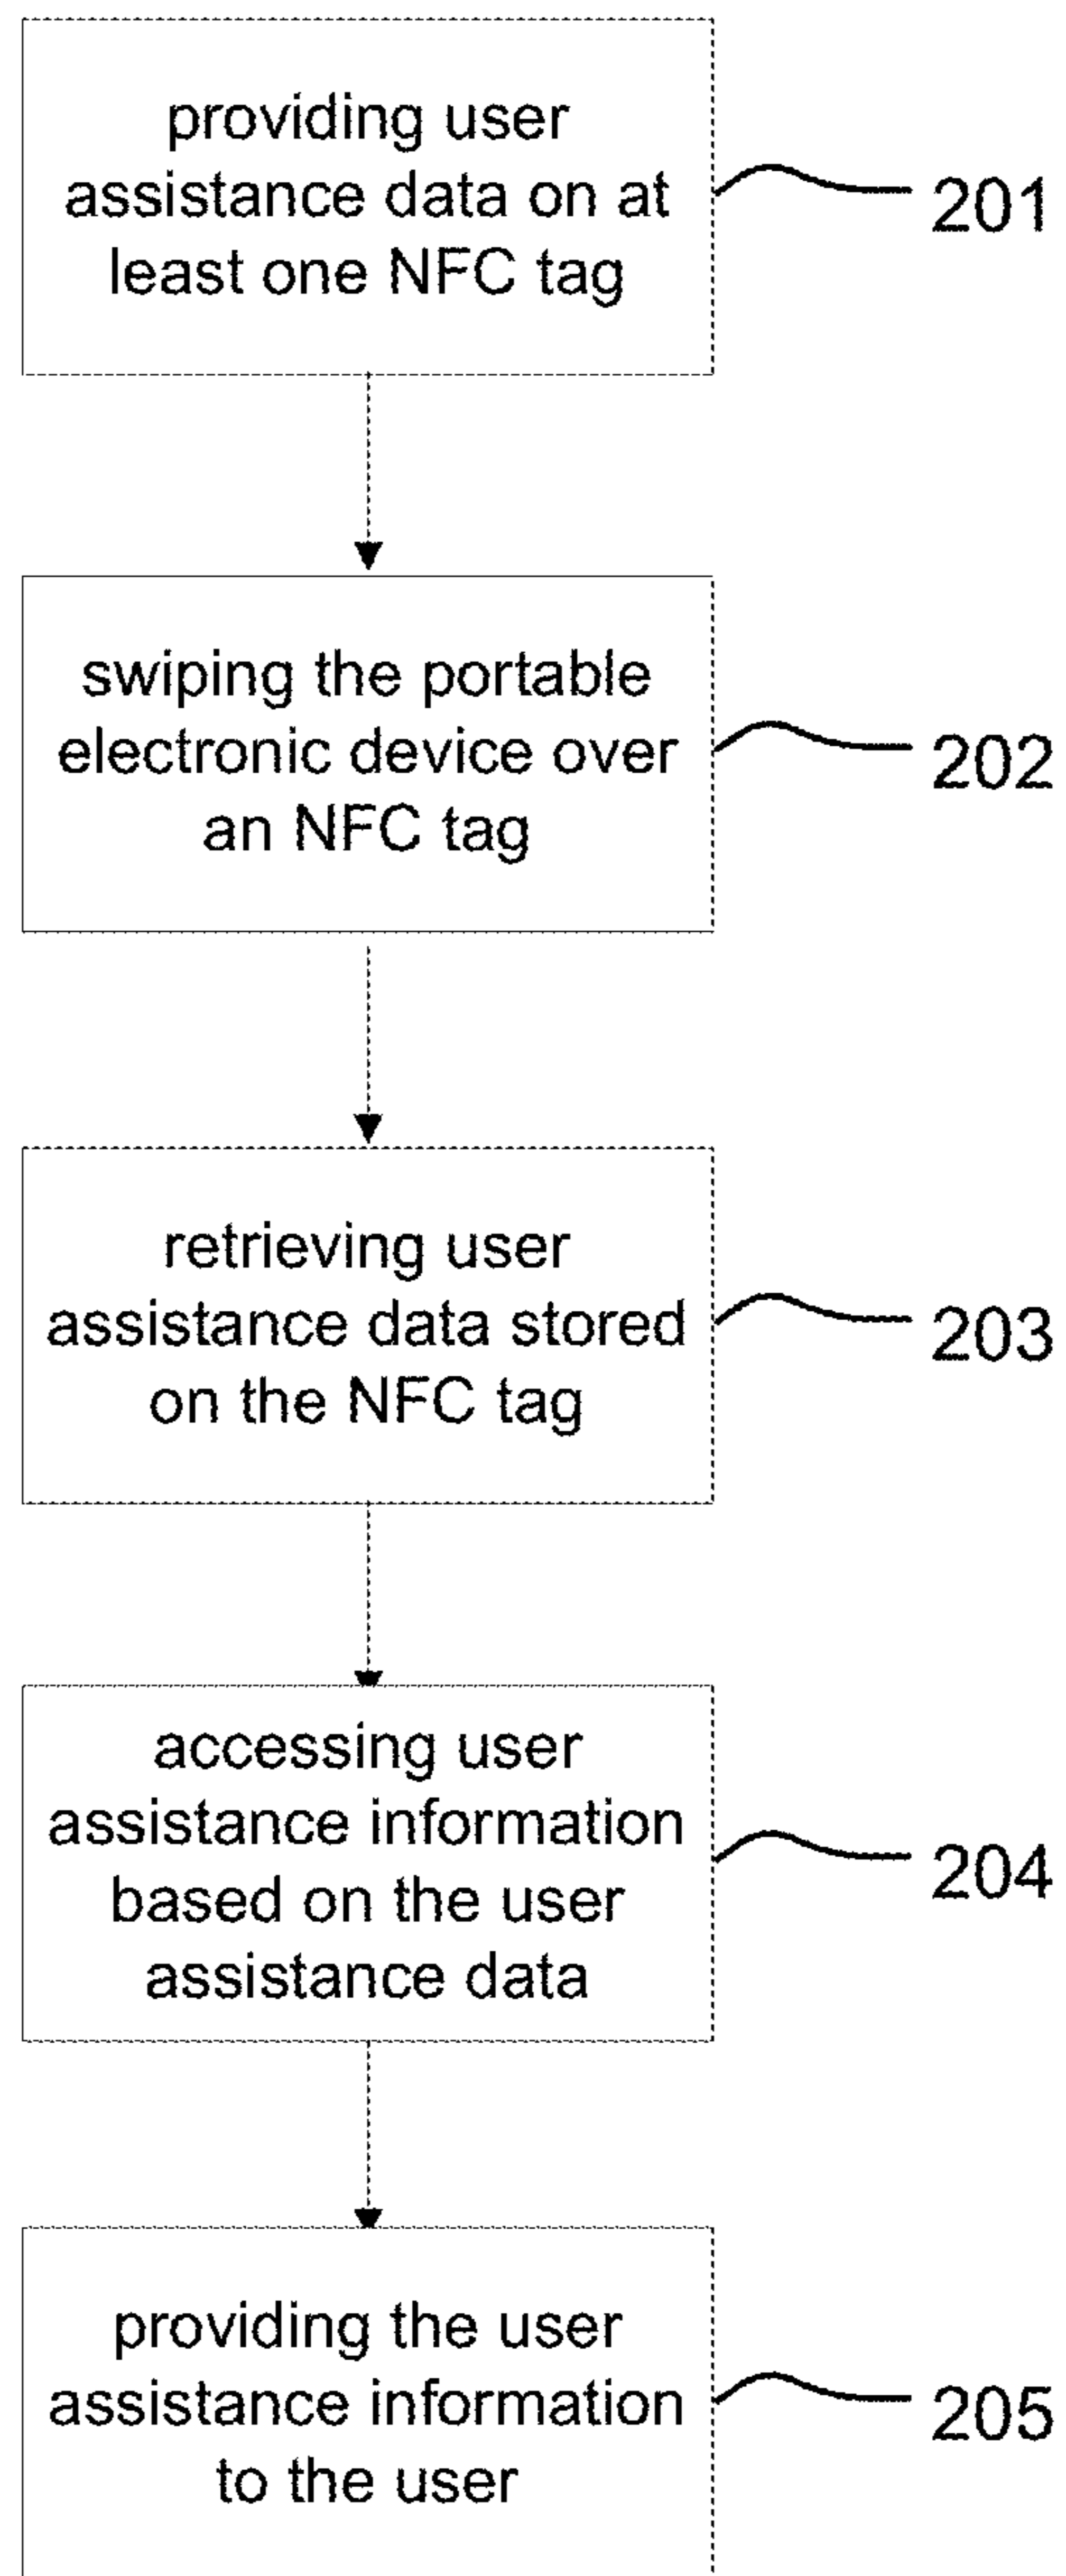 providing user
assistance data on at
least one NFC tag
201
swiping the portable
electronic device over
an NFC tag
202
retrieving user
assistance data stored
on the NFC tag
203
accessing user
assistance information
based on the user
assistance data
204
providing the user
assistance information
to the user
205